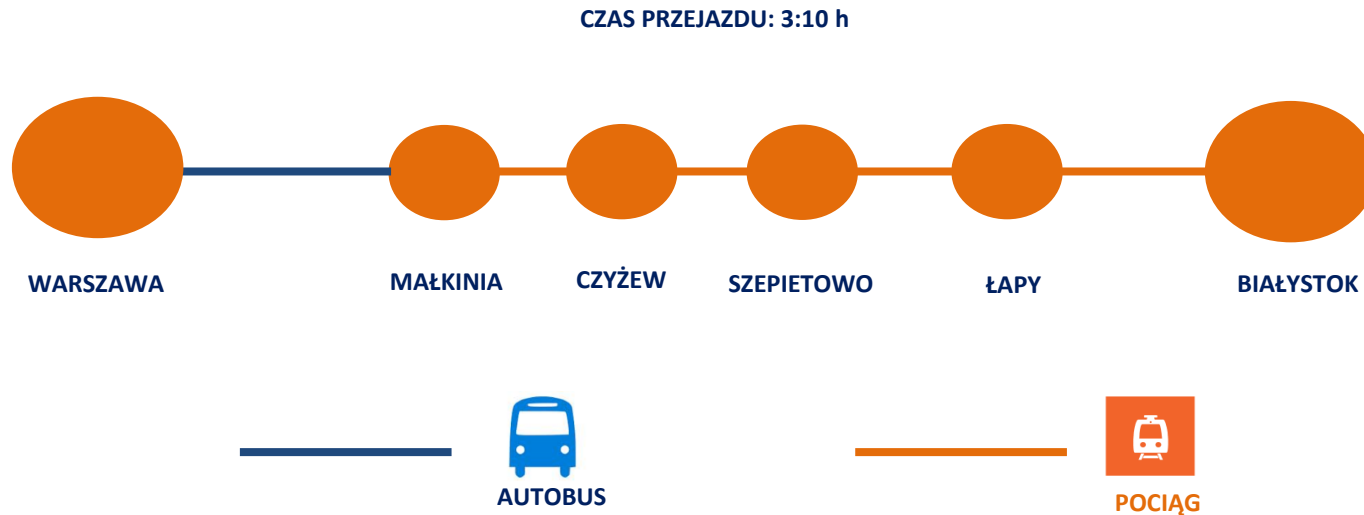 CZAS PRZEJAZDU: 3:10 h
WARSZAWA
MAŁKINIA
CZYŻEW
SZEPIETOWO
ŁAPY
BIAŁYSTOK
AUTOBUS
POCIĄG